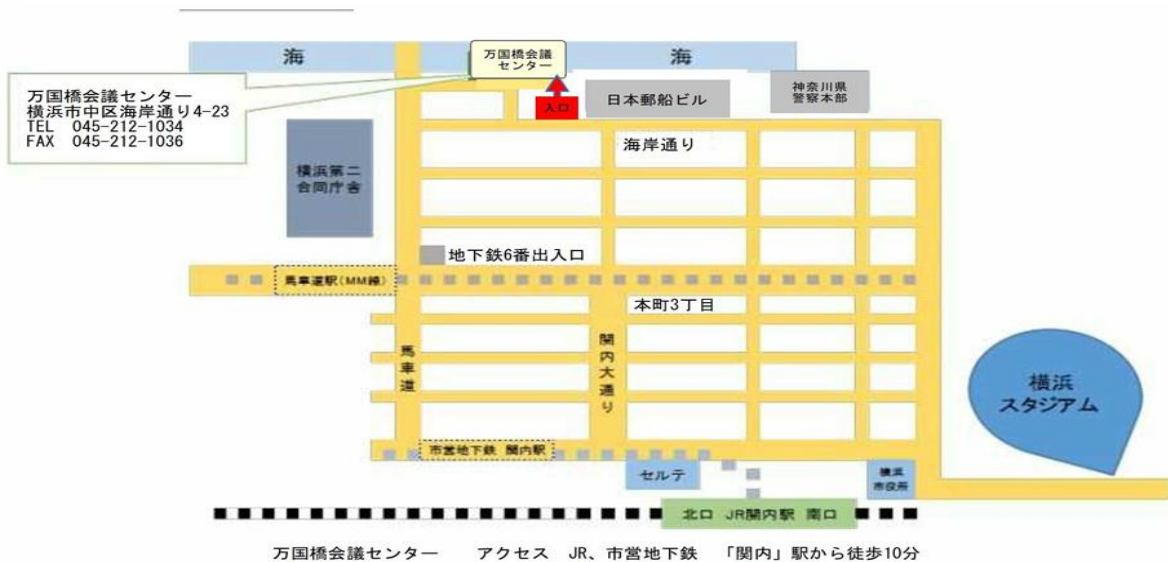 海
万国橋会議
センター
海
万国橋会議センター
横浜市中区海岸通り4-23
TEL 045-212-1034
FAX 045-212-1036
入口
日本郵船ビル
神奈川県
警察本部
海岸通り
横浜第二
合同庁舎
地下鉄6番出入口
馬車道駅(MM線)
本町3丁目
馬車道
関内大通り
横浜
スタジアム
市営地下鉄 関内駅
セルテ
横浜
市役所
北口 JR関内駅 南口
万国橋会議センター アクセス JR、市営地下鉄 「関内」駅から徒歩10分